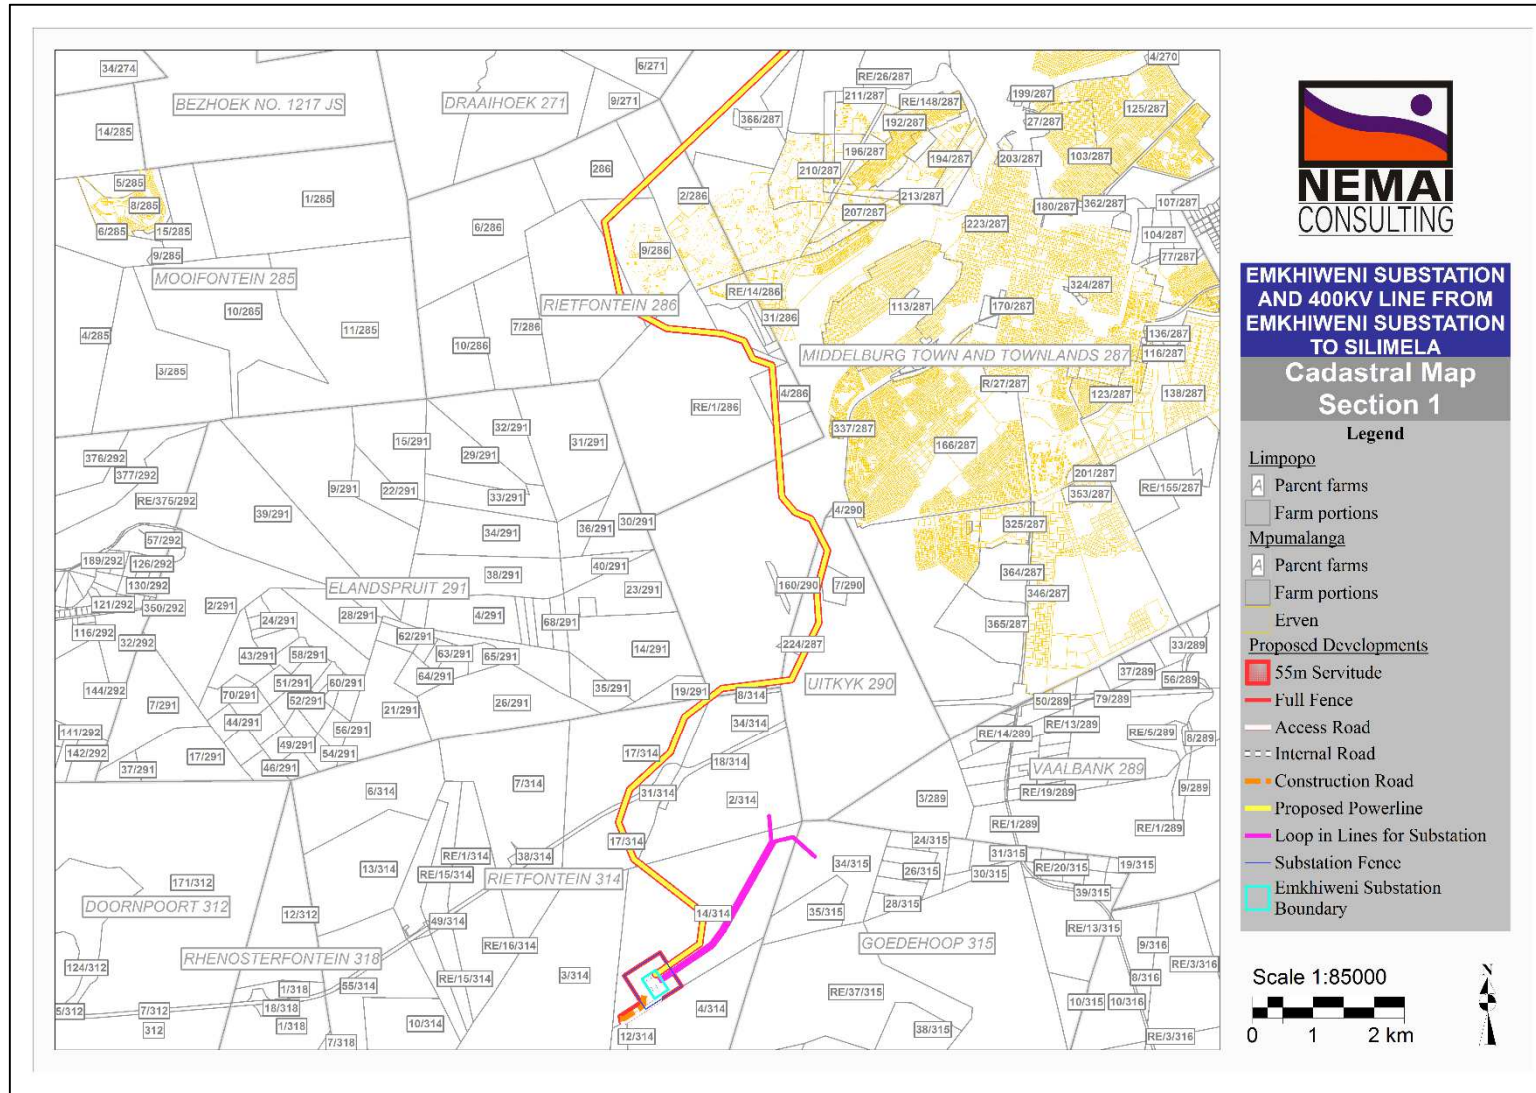 34/274
BEZHOEK NO. 1217 JS
DRAAIHOEK 271
6/271
9/271
14/285
366/287
RE/26/287
211/287
RE/148/287
192/287
199/287
27/287
4/270
125/287
196/287
194/287
203/287
103/287
210/287
213/287
207/287
180/287
362/287
107/287
223/287
104/287
77/287
5/285
8/285
6/285
15/285
9/285
1/285
286
2/286
6/286
9/286
MOOIFONTEIN 285
10/285
11/285
4/285
3/285
RIETFONTEIN 286
RE/14/286
31/286
7/286
10/286
113/287
170/287
324/287
136/287
116/287
MIDDELBURG TOWN AND TOWNLANDS 287
R/27/287
123/287
138/287
4/286
RE/1/286
337/287
166/287
32/291
15/291
31/291
29/291
376/292
377/292
9/291
22/291
33/291
RE/375/292
39/291
34/291
36/291
30/291
4/290
201/287
353/287
RE/155/287
325/287
57/292
189/292
126/292
130/292
121/292
350/292
116/292
32/292
144/292
141/292
142/292
ELANDSPRUIT 291
38/291
40/291
23/291
160/290
7/290
364/287
346/287
365/287
2/291
24/291
28/291
4/291
68/291
62/291
63/291
65/291
64/291
14/291
224/287
43/291
58/291
51/291
60/291
70/291
52/291
7/291
44/291
56/291
49/291
54/291
17/291
46/291
37/291
21/291
26/291
35/291
19/291
8/314
UITKYK 290
33/289
37/289
56/289
50/289
79/289
RE/13/289
RE/14/289
RE/5/289
8/289
VAALBANK 289
RE/19/289
9/289
3/289
RE/1/289
RE/1/289
34/314
17/314
18/314
7/314
6/314
31/314
2/314
17/314
38/314
RE/1/314
RE/15/314
13/314
RIETFONTEIN 314
24/315
31/315
34/315
26/315
30/315
RE/20/315
19/315
39/315
28/315
35/315
14/314
RE/13/315
171/312
DOORNPOORT 312
12/312
49/314
RE/16/314
GOEDEHOOP 315
9/316
RE/3/316
8/316
RHENOSTERFONTEIN 318
124/312
RE/15/314
3/314
55/314
1/318
18/318
1/318
7/318
5/312
7/312
312
10/314
12/314
4/314
RE/37/315
38/315
10/315
10/316
RE/3/316
NEMAI
CONSULTING
EMKHIWENI SUBSTATION
AND 400KV LINE FROM
EMKHIWENI SUBSTATION
TO SILIMELA
Cadastral Map
Section 1
Legend
Limpopo
A Parent farms
Farm portions
Mpumalanga
A Parent farms
Farm portions
Erven
Proposed Developments
55m Servitude
Full Fence
Access Road
Internal Road
Construction Road
Proposed Powerline
Loop in Lines for Substation
Substation Fence
Emkhiweni Substation
Boundary
Scale 1:85000
0 1 2 km
N